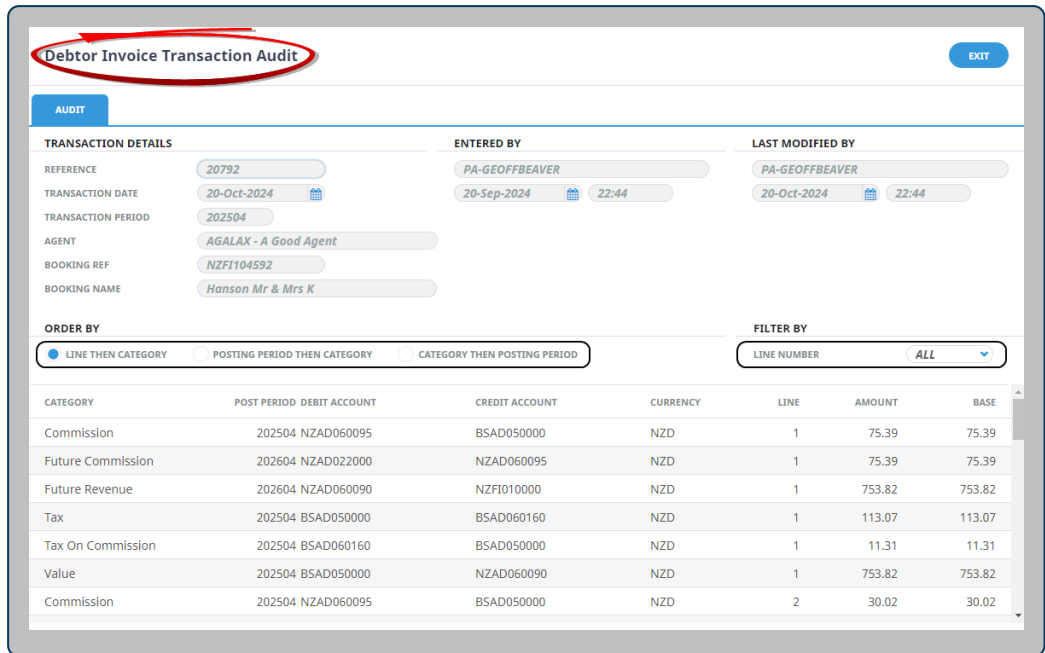 Debtor Invoice Transaction Audit EXIT
AUDIT
TRANSACTION DETAILS ENTERED BY LAST MODIFIED BY
REFERENCE 20792 PA-GEOFFBEAVER PA-GEOFFBEAVER
TRANSACTION DATE 20-Oct-2024 20-Sep-2024 22:44 20-Oct-2024 22:44
TRANSACTION PERIOD 202504
AGENT AGALAX - A Good Agent
BOOKING REF NZFI104592
BOOKING NAME Hanson Mr & Mrs K
ORDER BY FILTER BY
LINE THEN CATEGORY POSTING PERIOD THEN CATEGORY CATEGORY THEN POSTING PERIOD LINE NUMBER ALL
CATEGORY POST PERIOD DEBIT ACCOUNT CREDIT ACCOUNT CURRENCY LINE AMOUNT BASE
Commission 202504 NZAD060095 BSAD050000 NZD 1 75.39 75.39
Future Commission 202604 NZAD022000 NZAD060095 NZD 1 75.39 75.39
Future Revenue 202604 NZAD060090 NZFI010000 NZD 1 753.82 753.82
Tax 202504 BSAD050000 BSAD060160 NZD 1 113.07 113.07
Tax On Commission 202504 BSAD060160 BSAD050000 NZD 1 11.31 11.31
Value 202504 BSAD050000 NZAD060090 NZD 1 753.82 753.82
Commission 202504 NZAD060095 BSAD050000 NZD 2 30.02 30.02